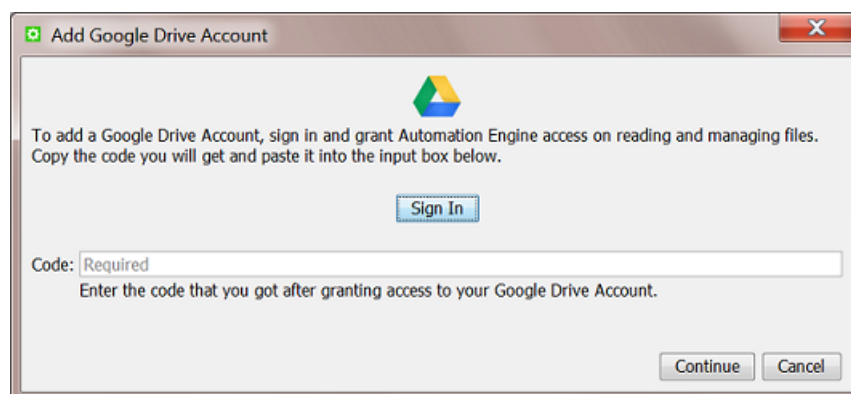 Add Google Drive Account
To add a Google Drive Account, sign in and grant Automation Engine access on reading and managing files.
Copy the code you will get and paste it into the input box below.
Sign In
Code: Required
Enter the code that you got after granting access to your Google Drive Account.
Continue Cancel